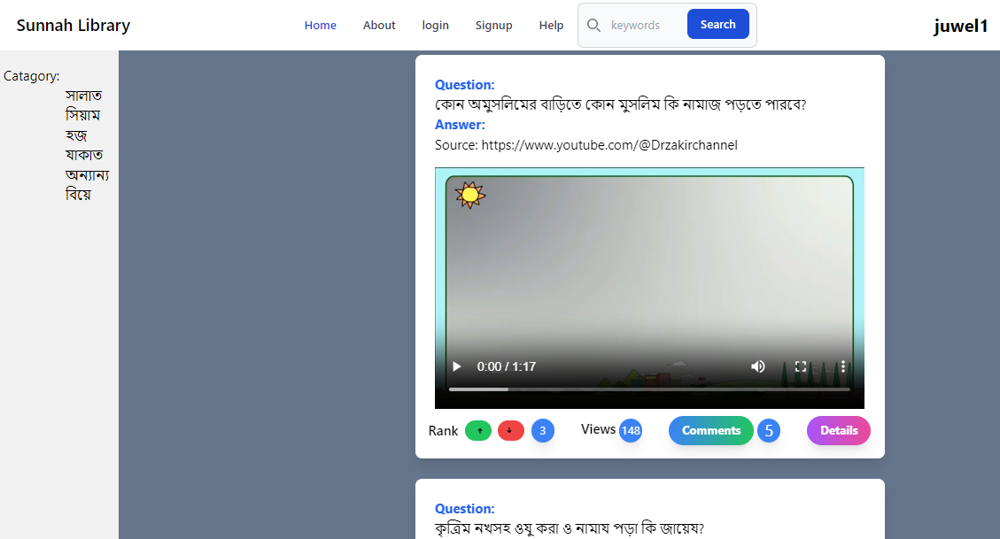 Sunnah Library
Home About login Signup Help keywords Search
juwel1
Catagory:
সালাত
সিয়াম
হজ
যাকাত
অন্যান্য
বিয়ে
Question:
কোন অমুসলিমের বাড়িতে কোন মুসলিম কি নামাজ পড়তে পারবে?
Answer:
Source: https://www.youtube.com/@Drzakirchannel
0:00 / 1:17
Rank ↑ ↓ 3 Views 148 Comments 5 Details
Question:
কৃত্রিম নখসহ ওযু করা ও নামায পড়া কি জায়েয?